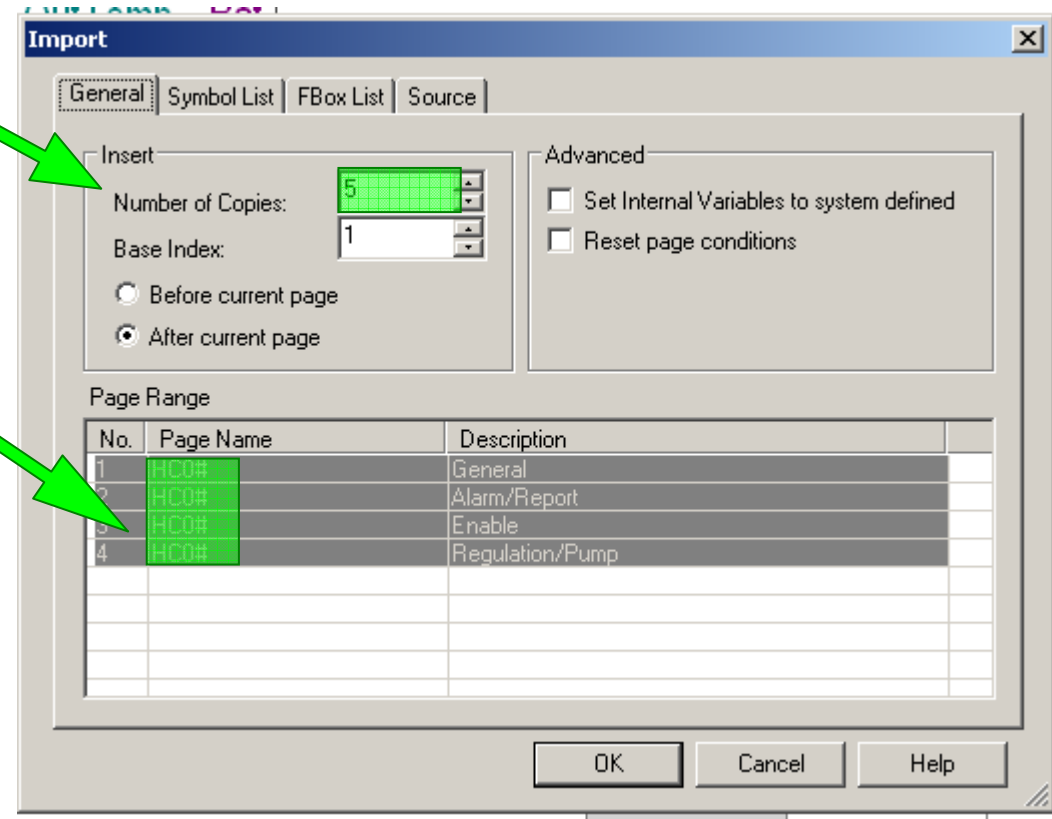 Import
General Symbol List FBox List Source
Insert
Number of Copies: 5
Base Index: 1
Before current page
After current page
Advanced
Set Internal Variables to system defined
Reset page conditions
Page Range
No. Page Name Description
1 HC0# General
2 HC0# Alarm/Report
3 HC0# Enable
4 HC0# Regulation/Pump
OK Cancel Help